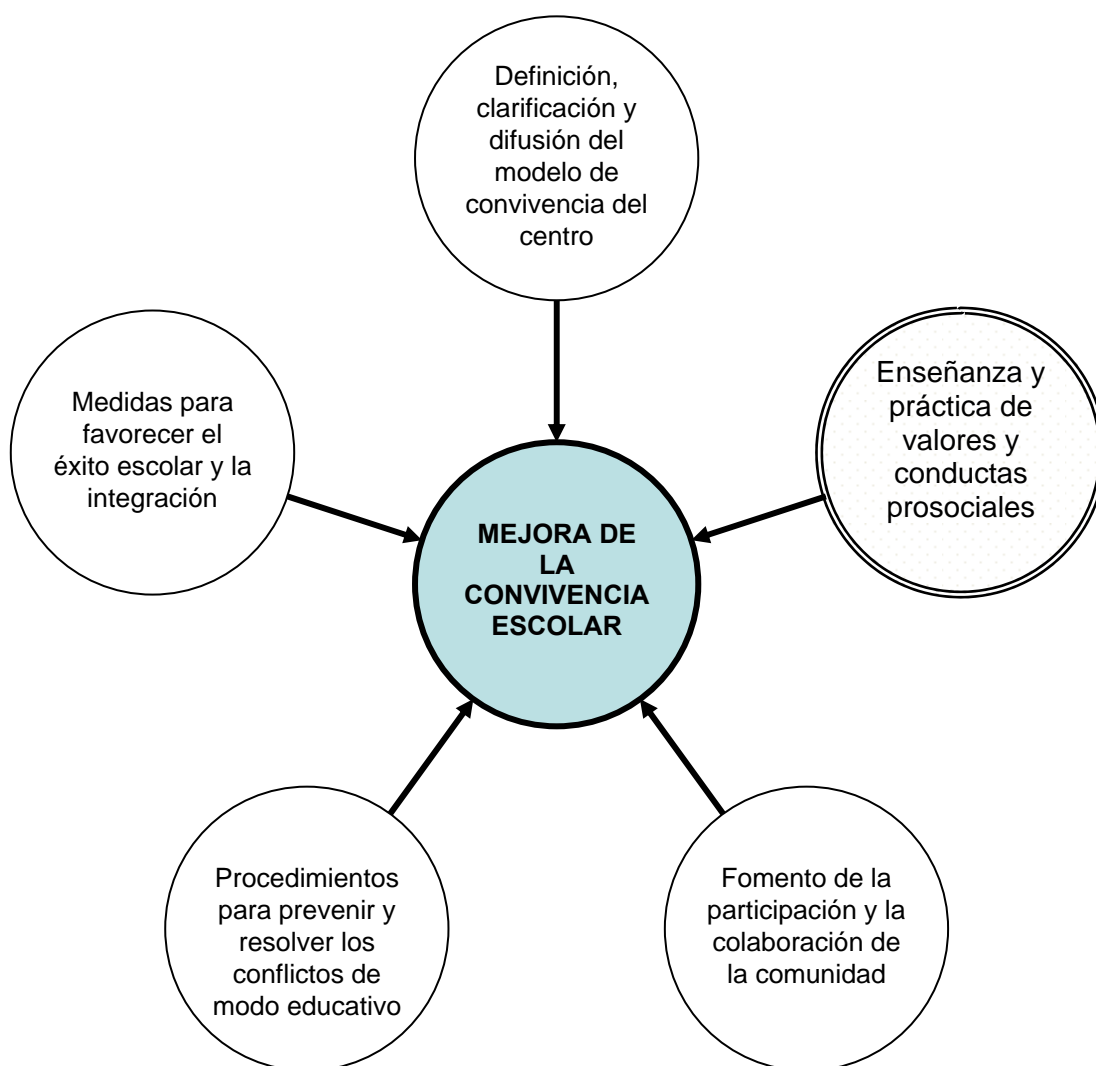 Definición,
clarificación y
difusión del
modelo de
convivencia del
centro
Enseñanza y
práctica de
valores y
conductas
prosociales
Medidas para
favorecer el
éxito escolar y la
integración
MEJORA DE
LA
CONVIVENCIA
ESCOLAR
Procedimientos
para prevenir y
resolver los
conflictos de
modo educativo
Fomento de la
participación y la
colaboración de
la comunidad